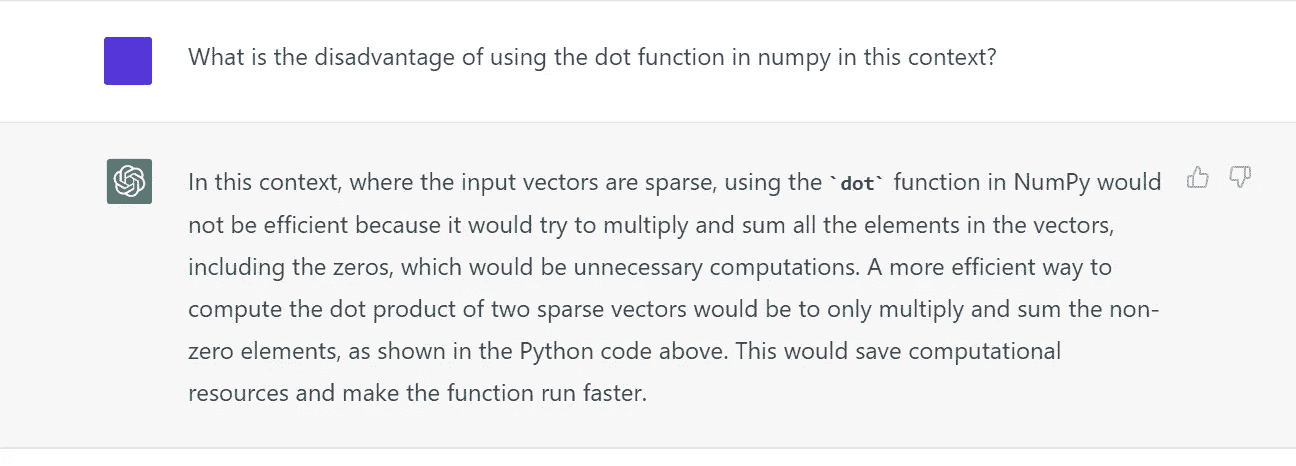 What is the disadvantage of using the dot function in numpy in this context?
In this context, where the input vectors are sparse, using the `dot` function in NumPy would
not be efficient because it would try to multiply and sum all the elements in the vectors,
including the zeros, which would be unnecessary computations. A more efficient way to
compute the dot product of two sparse vectors would be to only multiply and sum the non-
zero elements, as shown in the Python code above. This would save computational
resources and make the function run faster.